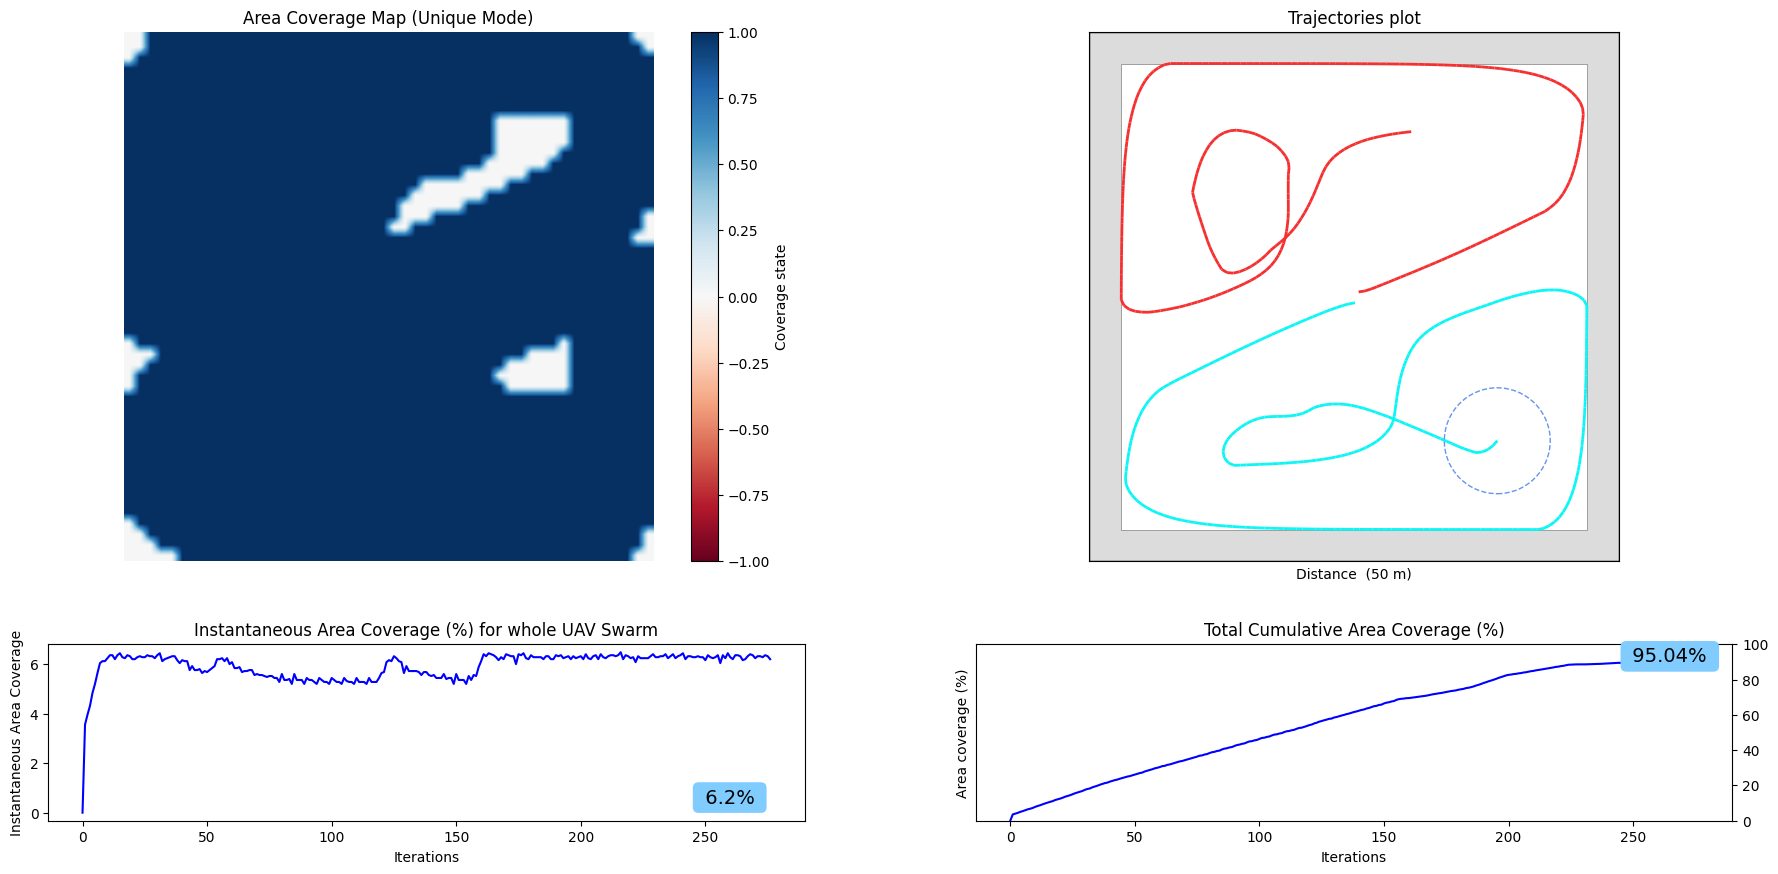 Area Coverage Map (Unique Mode)
1.00
0.75
0.50
0.25
0.00
−0.25
−0.50
−0.75
−1.00
Coverage state
Trajectories plot
Distance  (50 m)
Instantaneous Area Coverage (%) for whole UAV Swarm
Instantaneous Area Coverage
6
4
2
0
6.2%
0 50 100 150 200 250
Iterations
Total Cumulative Area Coverage (%)
Area coverage (%)
95.04%
100
80
60
40
20
0
0 50 100 150 200 250
Iterations